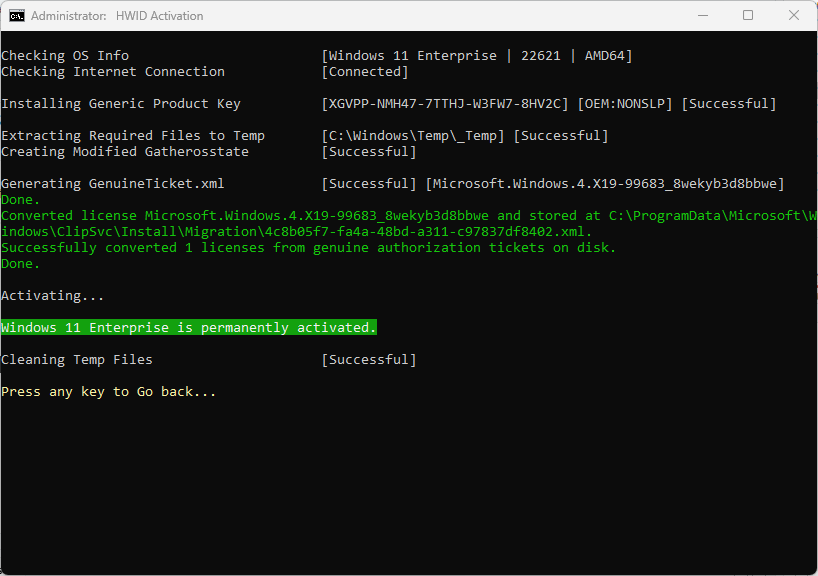 Administrator: HWID Activation
Checking OS Info [Windows 11 Enterprise | 22621 | AMD64]
Checking Internet Connection [Connected]
Installing Generic Product Key [XGVPP-NMH47-7TTHJ-W3FW7-8HV2C] [OEM:NONSLP] [Successful]
Extracting Required Files to Temp [C:\Windows\Temp\_Temp] [Successful]
Creating Modified Gatherosstate [Successful]
Generating GenuineTicket.xml [Successful] [Microsoft.Windows.4.X19-99683_8wekyb3d8bbwe]
Done.
Converted license Microsoft.Windows.4.X19-99683_8wekyb3d8bbwe and stored at C:\ProgramData\Microsoft\W
indows\ClipSvc\Install\Migration\4c8b05f7-fa4a-48bd-a311-c97837df8402.xml.
Successfully converted 1 licenses from genuine authorization tickets on disk.
Done.
Activating...
Windows 11 Enterprise is permanently activated.
Cleaning Temp Files [Successful]
Press any key to Go back...